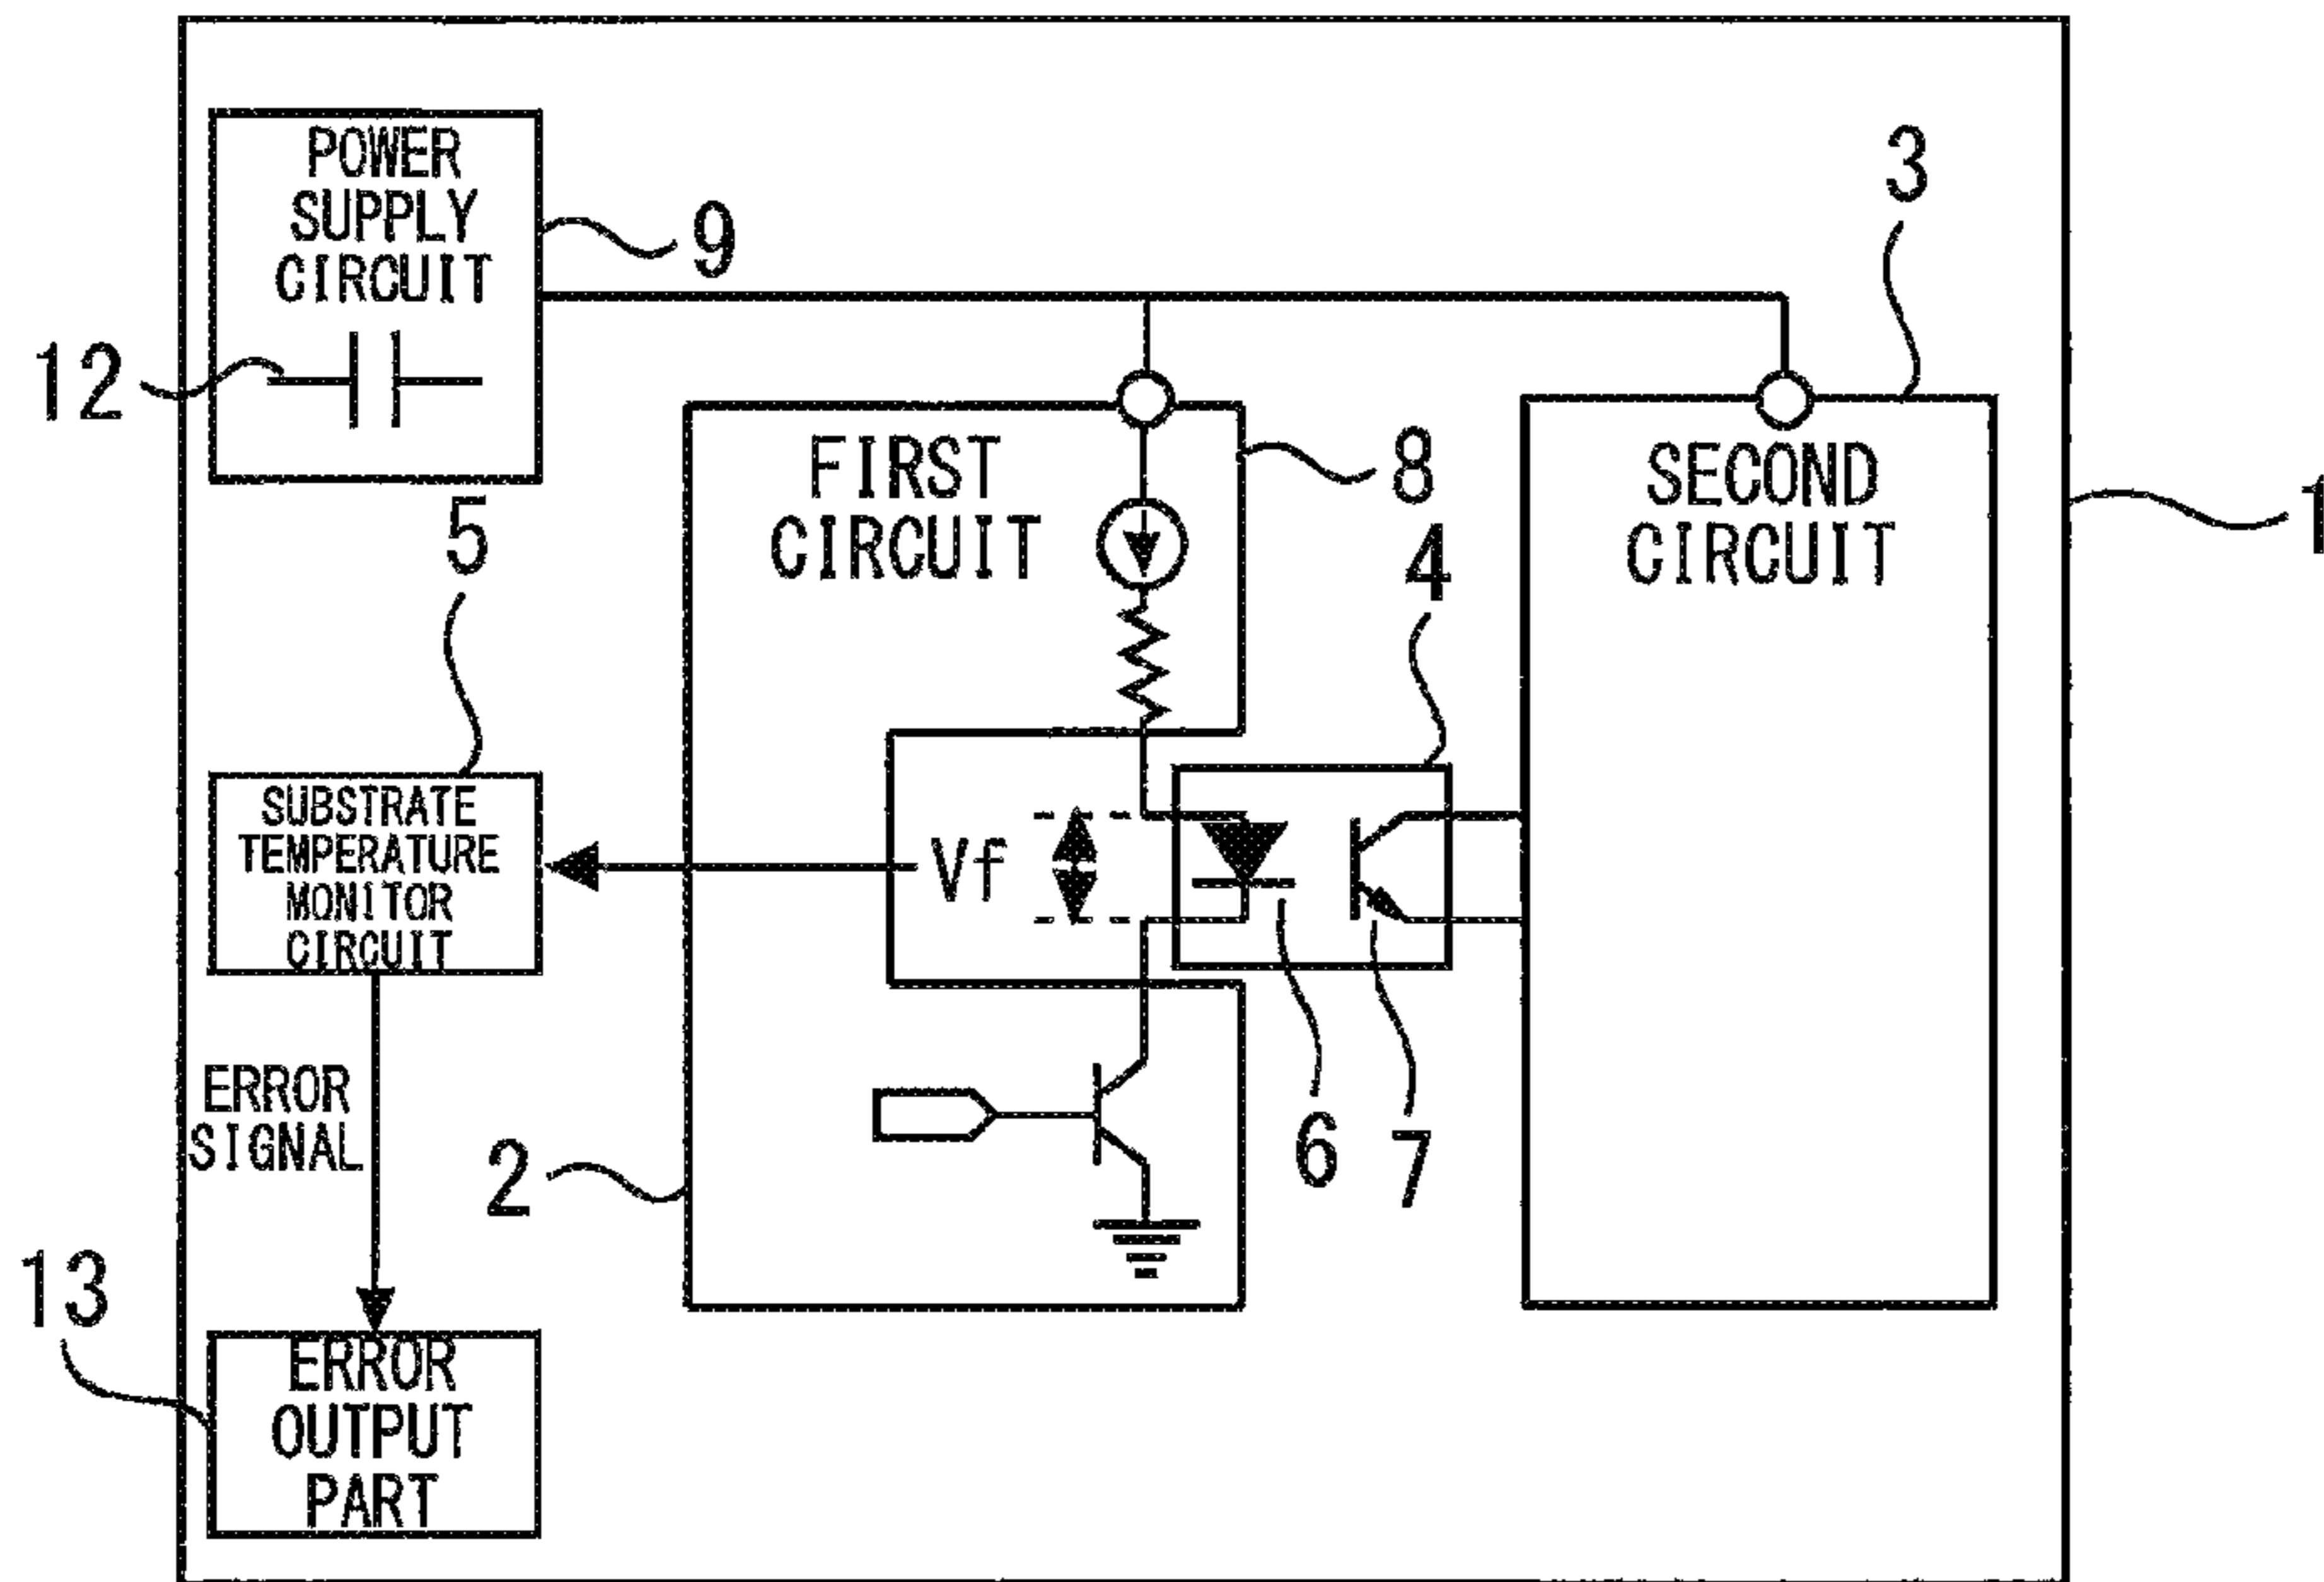 POWER
SUPPLY
CIRCUIT
9
3
12
FIRST
CIRCUIT
8
SECOND
CIRCUIT
1
5
4
SUBSTRATE
TEMPERATURE
MONITOR
CIRCUIT
Vf
ERROR
SIGNAL
2
6
7
13
ERROR
OUTPUT
PART